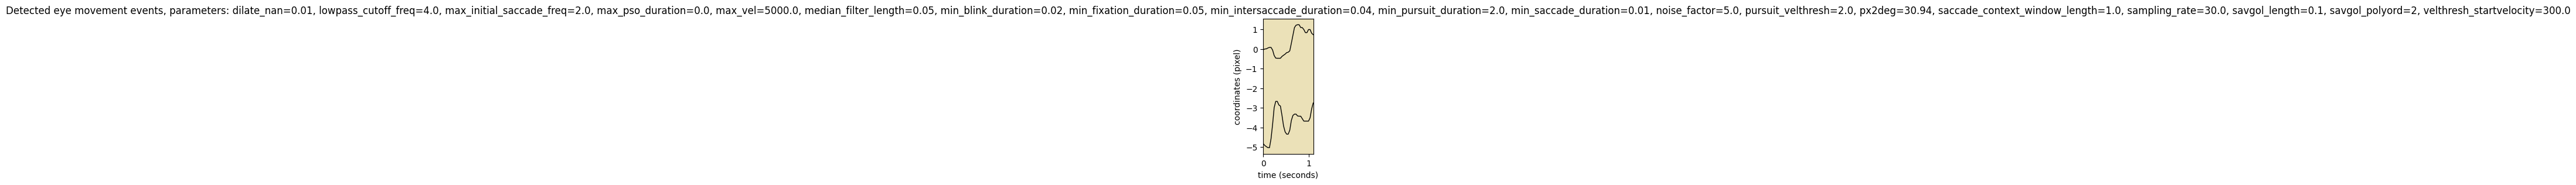 Detected eye movement events, parameters: dilate_nan=0.01, lowpass_cutoff_freq=4.0, max_initial_saccade_freq=2.0, max_pso_duration=0.0, max_vel=5000.0, median_filter_length=0.05, min_blink_duration=0.02, min_fixation_duration=0.05, min_intersaccade_duration=0.04, min_pursuit_duration=2.0, min_saccade_duration=0.01, noise_factor=5.0, pursuit_velthresh=2.0, px2deg=30.94, saccade_context_window_length=1.0, sampling_rate=30.0, savgol_length=0.1, savgol_polyord=2, velthresh_startvelocity=300.0
coordinates (pixel)
1
0
−1
−2
−3
−4
−5
0 1
time (seconds)